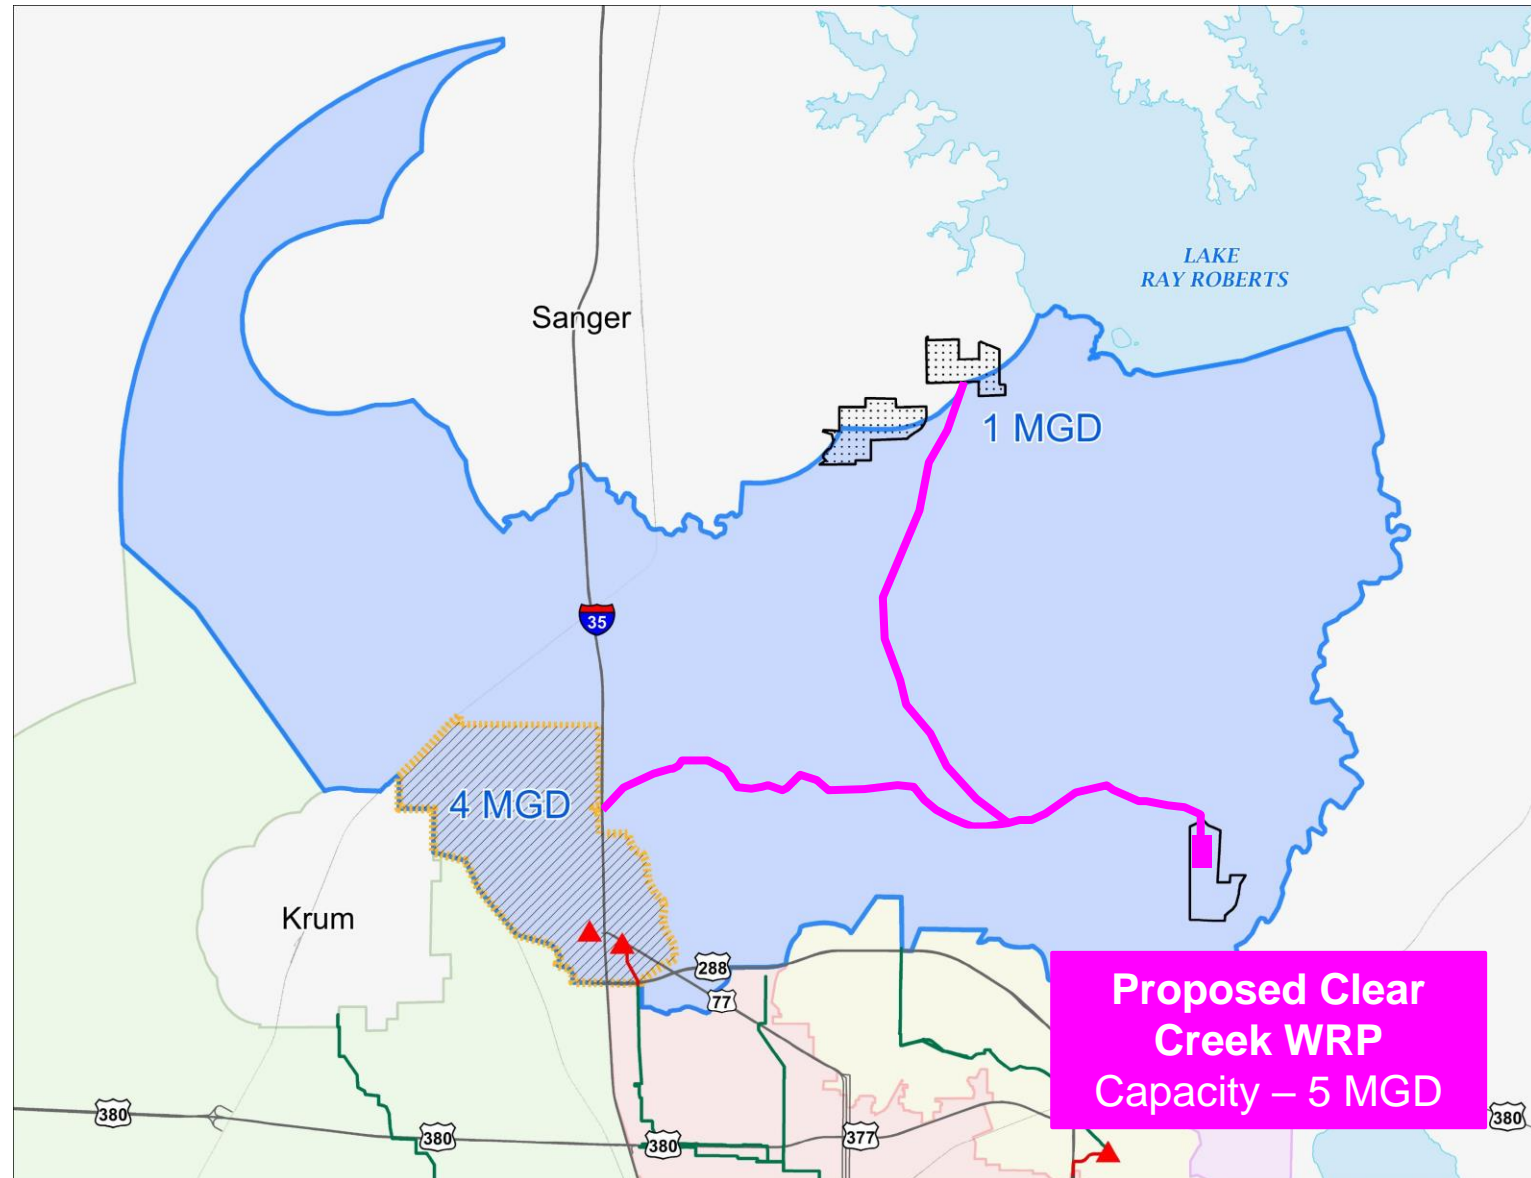 LAKE
RAY ROBERTS
Sanger
1 MGD
35
4 MGD
Krum
288
77
Proposed Clear
Creek WRP
Capacity – 5 MGD
380
380
380
377
380